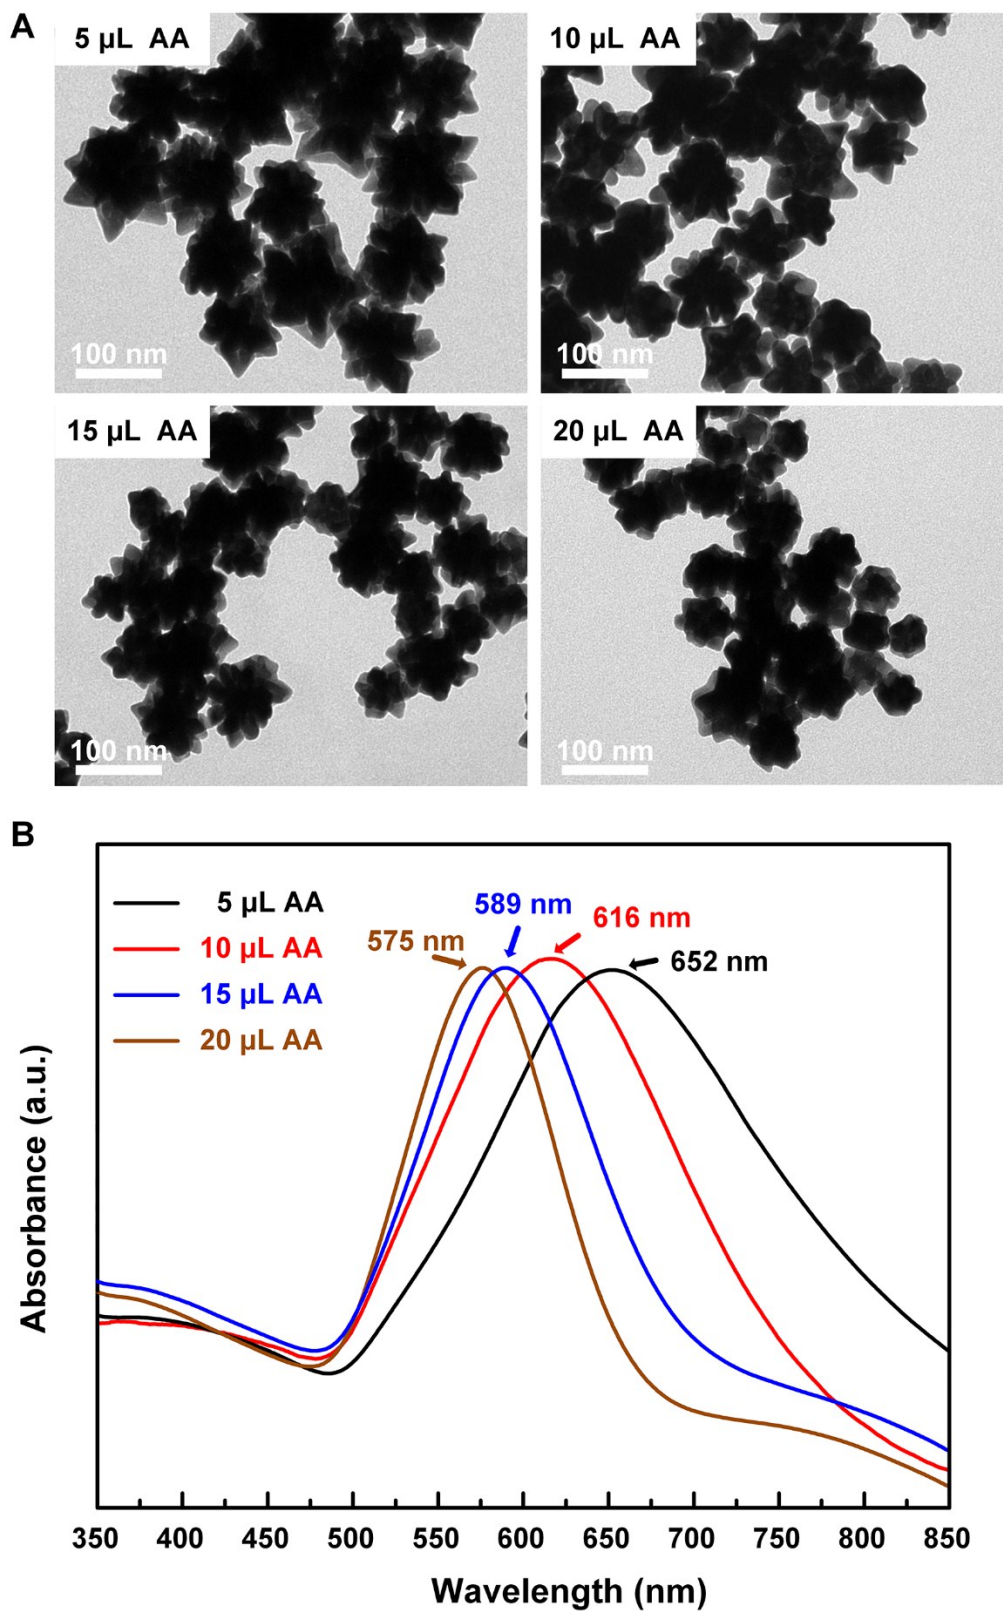 A
5 µL AA
10 µL AA
100 nm
100 nm
15 µL AA
20 µL AA
100 nm
100 nm
B
5 µL AA
10 µL AA
15 µL AA
20 µL AA
575 nm
589 nm
616 nm
652 nm
Absorbance (a.u.)
350 400 450 500 550 600 650 700 750 800 850
Wavelength (nm)